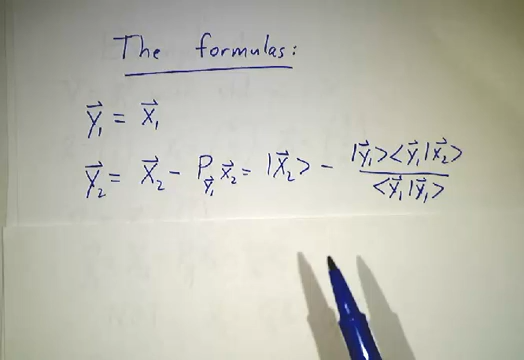 The formulas:
y⃗₁ = x⃗₁
y⃗₂ = x⃗₂ − P_y⃗₁ x⃗₂ = |x⃗₂> − |y⃗₁><y⃗₁|x⃗₂> / <y⃗₁|y⃗₁>